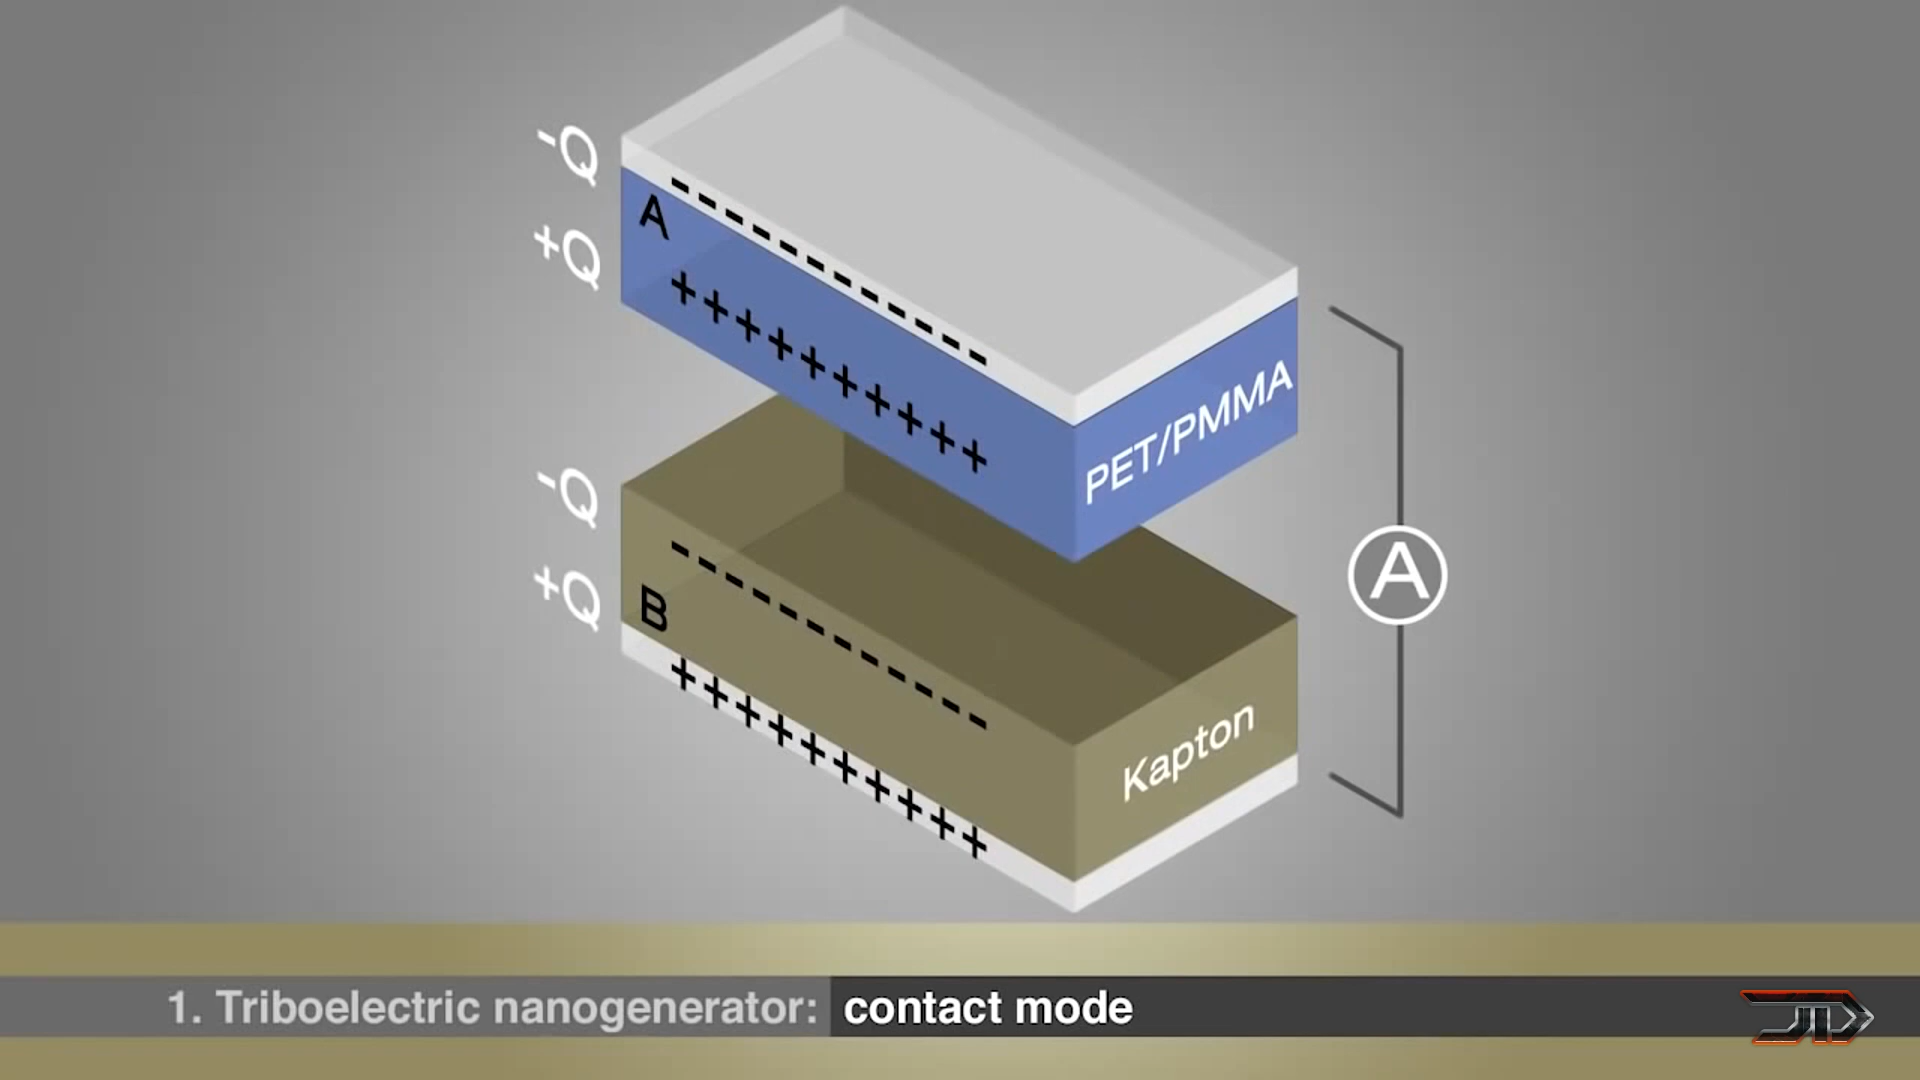 -Q
A
+Q
PET/PMMA
-Q
A
+Q
B
Kapton
1. Triboelectric nanogenerator: contact mode